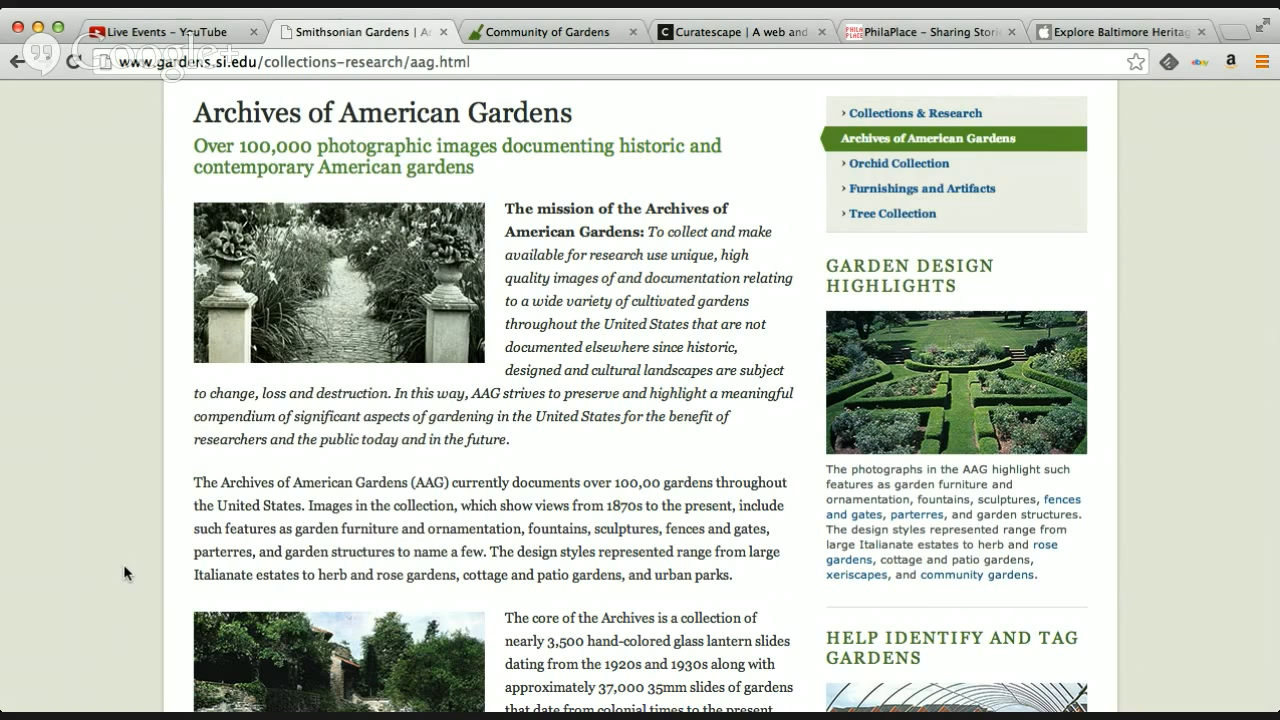 Live Events - YouTube
Smithsonian Gardens | A
Community of Gardens
Curatescape | A web and
PhilaPlace - Sharing Stori
Explore Baltimore Heritag
Google+
www.gardens.si.edu/collections-research/aag.html
Archives of American Gardens
Over 100,000 photographic images documenting historic and
contemporary American gardens
The mission of the Archives of
American Gardens: To collect and make
available for research use unique, high
quality images of and documentation relating
to a wide variety of cultivated gardens
throughout the United States that are not
documented elsewhere since historic,
designed and cultural landscapes are subject
to change, loss and destruction. In this way, AAG strives to preserve and highlight a meaningful
compendium of significant aspects of gardening in the United States for the benefit of
researchers and the public today and in the future.
The Archives of American Gardens (AAG) currently documents over 100,00 gardens throughout
the United States. Images in the collection, which show views from 1870s to the present, include
such features as garden furniture and ornamentation, fountains, sculptures, fences and gates,
parterres, and garden structures to name a few. The design styles represented range from large
Italianate estates to herb and rose gardens, cottage and patio gardens, and urban parks.
The core of the Archives is a collection of
nearly 3,500 hand-colored glass lantern slides
dating from the 1920s and 1930s along with
approximately 37,000 35mm slides of gardens
that date from colonial times to the present
› Collections & Research
Archives of American Gardens
› Orchid Collection
› Furnishings and Artifacts
› Tree Collection
GARDEN DESIGN
HIGHLIGHTS
The photographs in the AAG highlight such
features as garden furniture and
ornamentation, fountains, sculptures, fences
and gates, parterres, and garden structures.
The design styles represented range from
large Italianate estates to herb and rose
gardens, cottage and patio gardens,
xeriscapes, and community gardens.
HELP IDENTIFY AND TAG
GARDENS